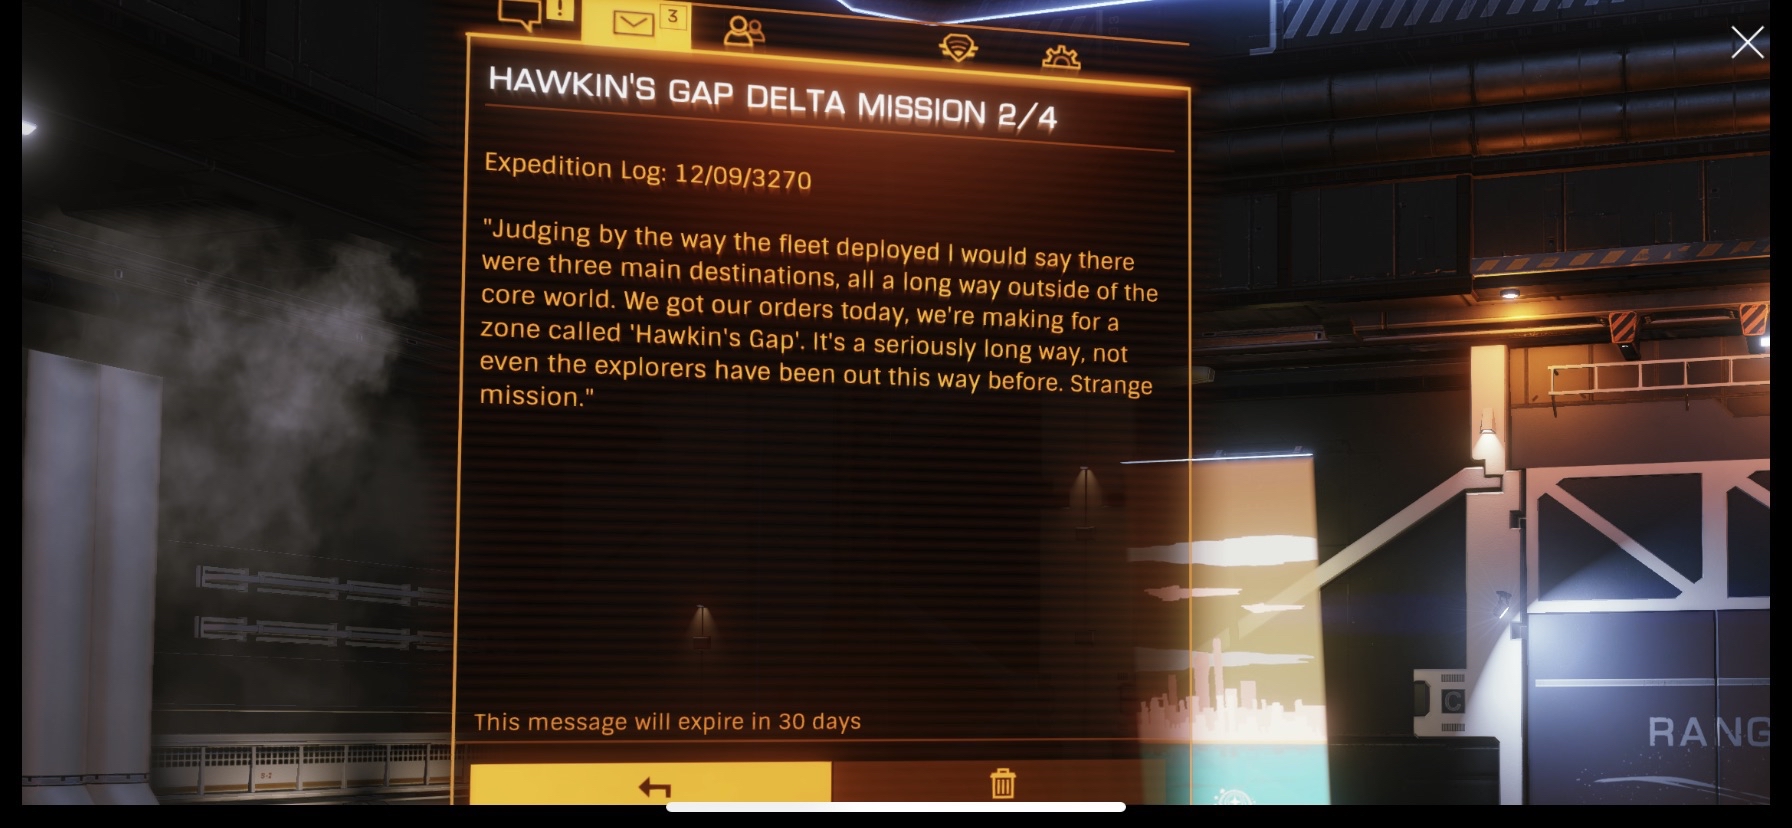 !
3
HAWKIN'S GAP DELTA MISSION 2/4
Expedition Log: 12/09/3270
"Judging by the way the fleet deployed I would say there
were three main destinations, all a long way outside of the
core world. We got our orders today, we're making for a
zone called 'Hawkin's Gap'. It's a seriously long way, not
even the explorers have been out this way before. Strange
mission."
This message will expire in 30 days
C
RANG